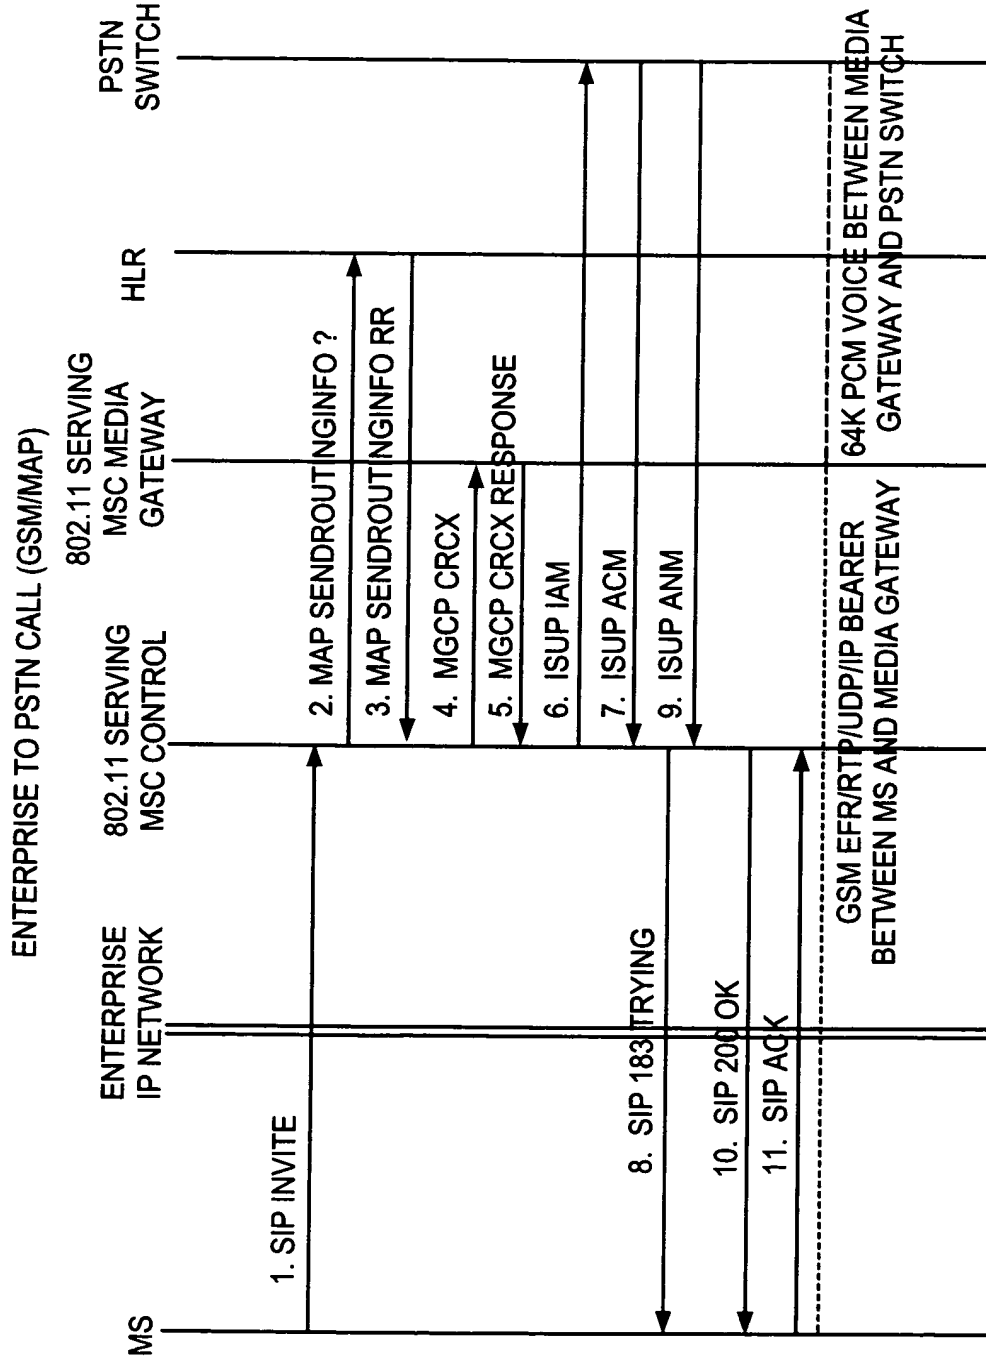 ENTERPRISE TO PSTN CALL (GSM/MAP)
MS
ENTERPRISE
IP NETWORK
802.11 SERVING
MSC CONTROL
802.11 SERVING
MSC MEDIA
GATEWAY
HLR
PSTN
SWITCH
1. SIP INVITE
2. MAP SENDROUTINGINFO ?
3. MAP SENDROUTINGINFO RR
4. MGCP CRCX
5. MGCP CRCX RESPONSE
6. ISUP IAM
7. ISUP ACM
8. SIP 183 TRYING
9. ISUP ANM
10. SIP 200 OK
11. SIP ACK
GSM EFR/RTP/UDP/IP BEARER
BETWEEN MS AND MEDIA GATEWAY
64K PCM VOICE BETWEEN MEDIA
GATEWAY AND PSTN SWITCH